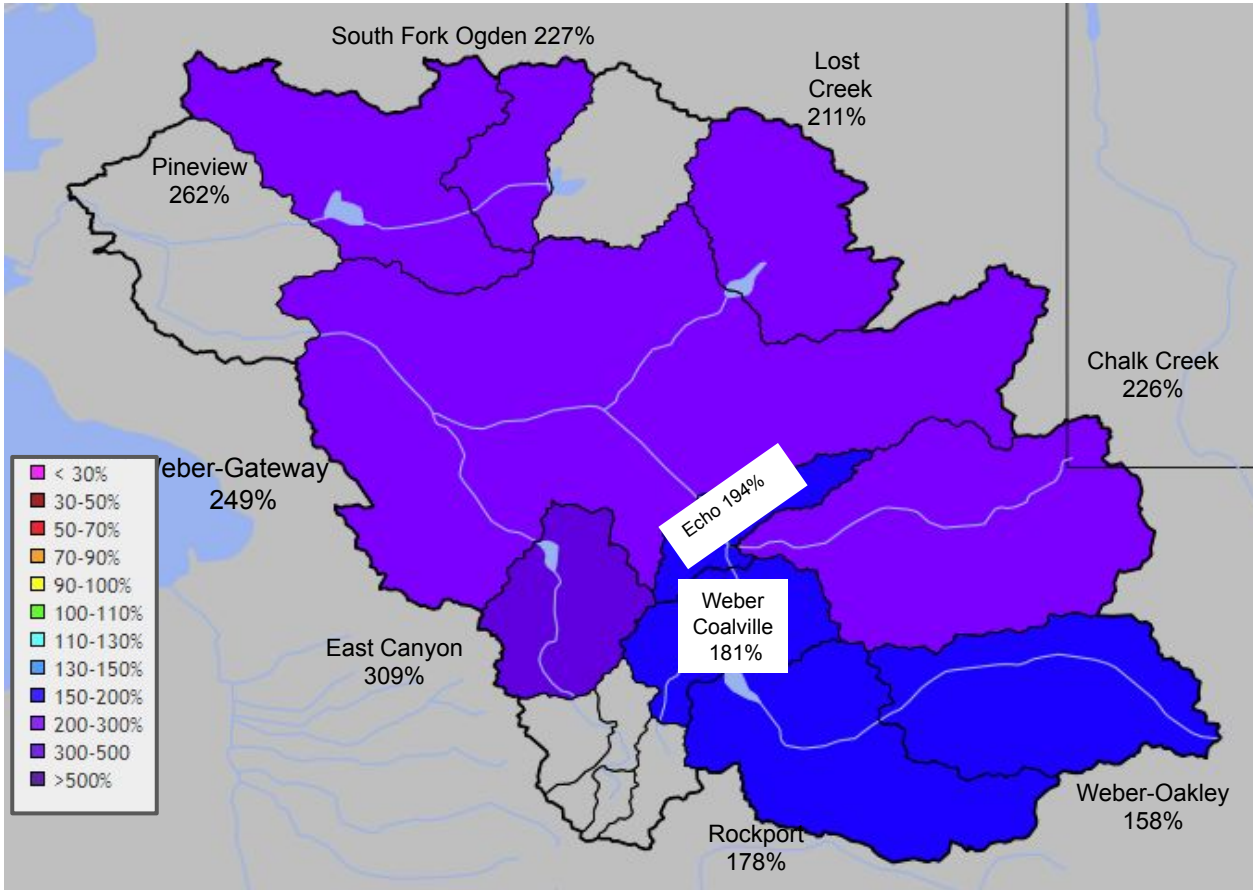 South Fork Ogden 227%
Lost
Creek
211%
Pineview
262%
Chalk Creek
226%
eber-Gateway
249%
Echo 194%
Weber
Coalville
181%
East Canyon
309%
Weber-Oakley
158%
Rockport
178%
< 30%
30-50%
50-70%
70-90%
90-100%
100-110%
110-130%
130-150%
150-200%
200-300%
300-500
>500%